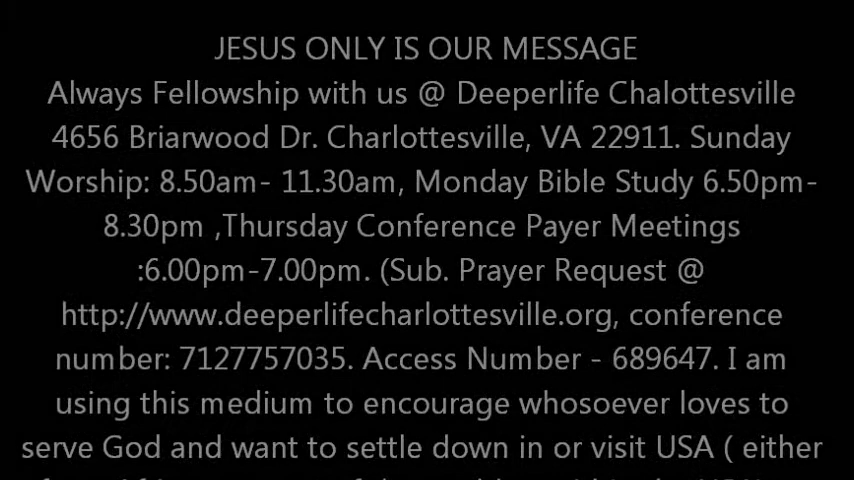 JESUS ONLY IS OUR MESSAGE
Always Fellowship with us @ Deeperlife Chalottesville
4656 Briarwood Dr. Charlottesville, VA 22911. Sunday
Worship: 8.50am- 11.30am, Monday Bible Study 6.50pm-
8.30pm ,Thursday Conference Payer Meetings
:6.00pm-7.00pm. (Sub. Prayer Request @
http://www.deeperlifecharlottesville.org, conference
number: 7127757035. Access Number - 689647. I am
using this medium to encourage whosoever loves to
serve God and want to settle down in or visit USA ( either